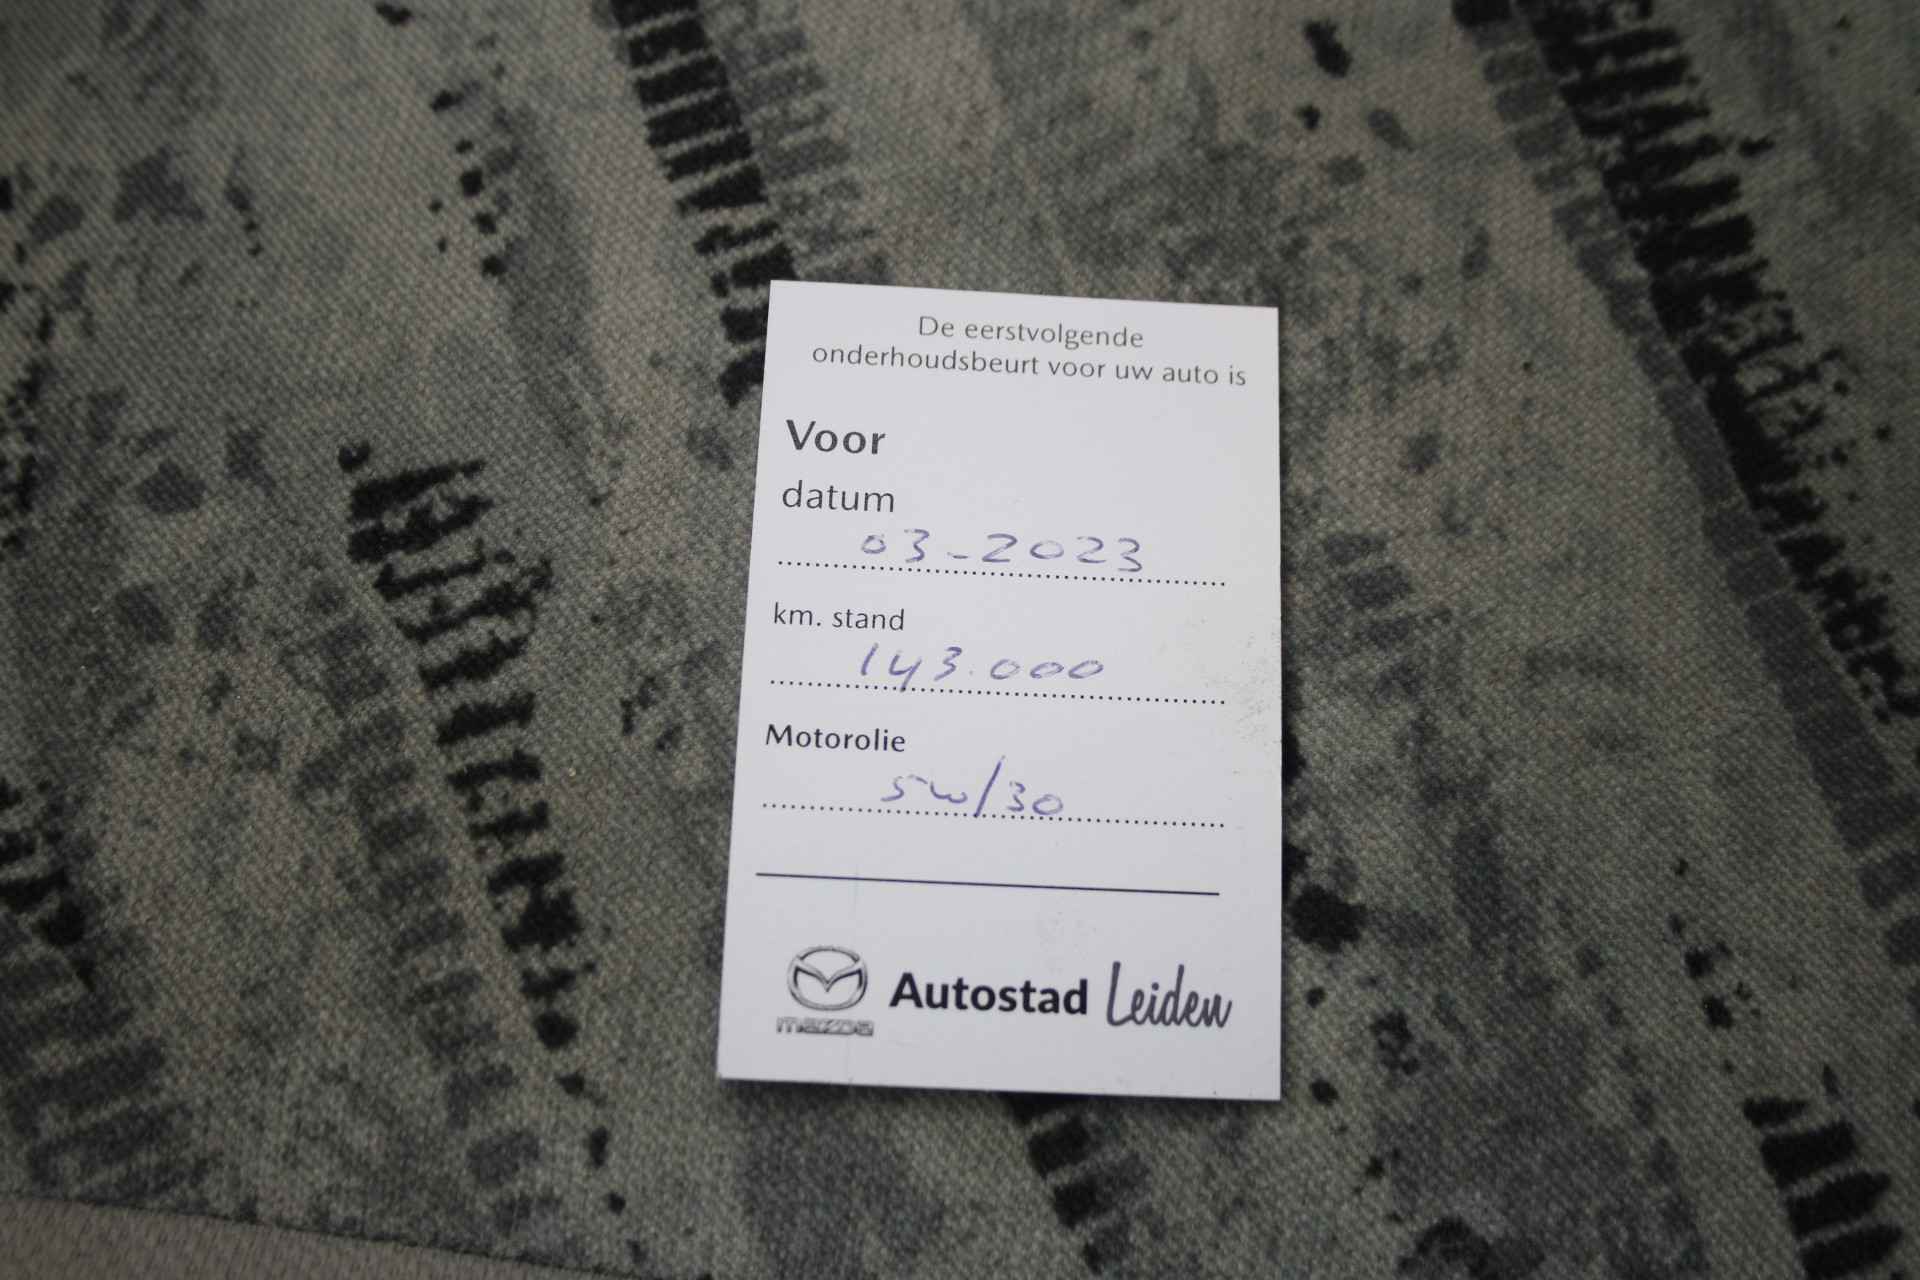 De eerstvolgende
onderhoudsbeurt voor uw auto is
Voor
datum
03-2023
km. stand
143.000
Motorolie
5w/30
mazda
Autostad Leiden